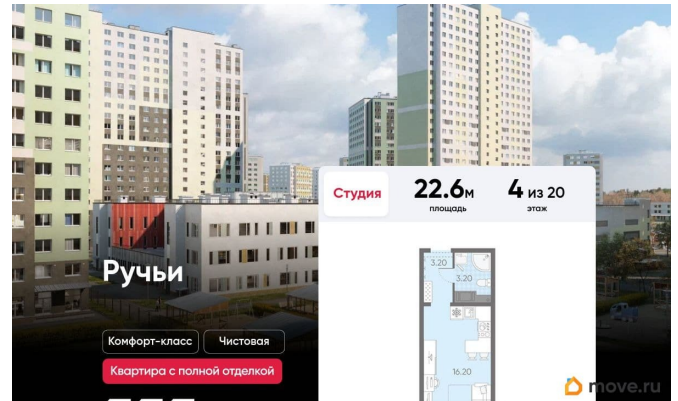 Студия
22.6м
площадь
4 из 20
этаж
3.20
3.20
Ручьи
Комфорт-класс
Чистовая
Квартира с полной отделкой
16.20
move.ru